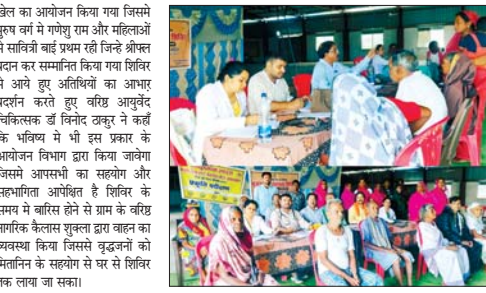 खेल का आयोजन किया गया जिसमे
पुरुष वर्ग मे गणेशु राम और महिलाओं
मे सावित्री बाई प्रथम रही जिन्हे श्रीफल
प्रदान कर सम्मानित किया गया शिविर
मे आये हुए अतिथियों का आभार
प्रदर्शन करते हुए वरिष्ठ आयुर्वेद
चिकित्सक डॉ विनोद ठाकुर ने कहाँ
कि भविष्य मे भी इस प्रकार के
आयोजन विभाग द्वारा किया जावेगा
जिसमे आपसभी का सहयोग और
सहभागिता आपेक्षित है शिविर के
समय मे बारिस होने से ग्राम के वरिष्ठ
नागरिक कैलास शुक्ला द्वारा वाहन का
व्यवस्था किया जिससे वृद्धजनों को
मितानिन के सहयोग से घर से शिविर
तक लाया जा सका।